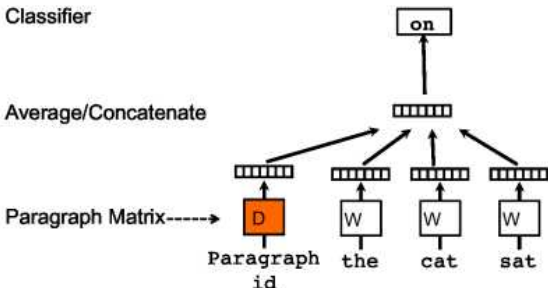 Classifier
on
Average/Concatenate
Paragraph Matrix
D
W
W
W
Paragraph
id
the
cat
sat